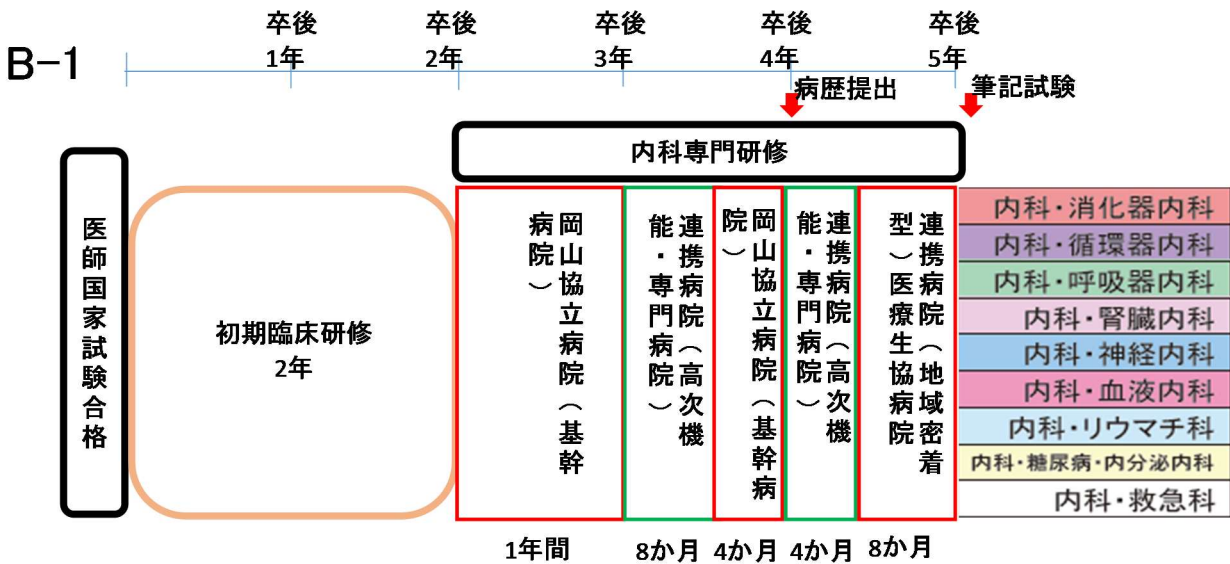 B-1
卒後
1年
卒後
2年
卒後
3年
卒後
4年
卒後
5年
病歴提出
筆記試験
内科専門研修
医師国家試験合格
初期臨床研修
2年
岡山協立病院(基幹
病院)
連携病院(高次機
能・専門病院)
岡山協立病院(基幹病
院)
連携病院(高次機
能・専門病院)
連携病院(地域密着
型)医療生協病院
内科・消化器内科
内科・循環器内科
内科・呼吸器内科
内科・腎臓内科
内科・神経内科
内科・血液内科
内科・リウマチ科
内科・糖尿病・内分泌内科
内科・救急科
1年間
8か月
4か月
4か月
8か月